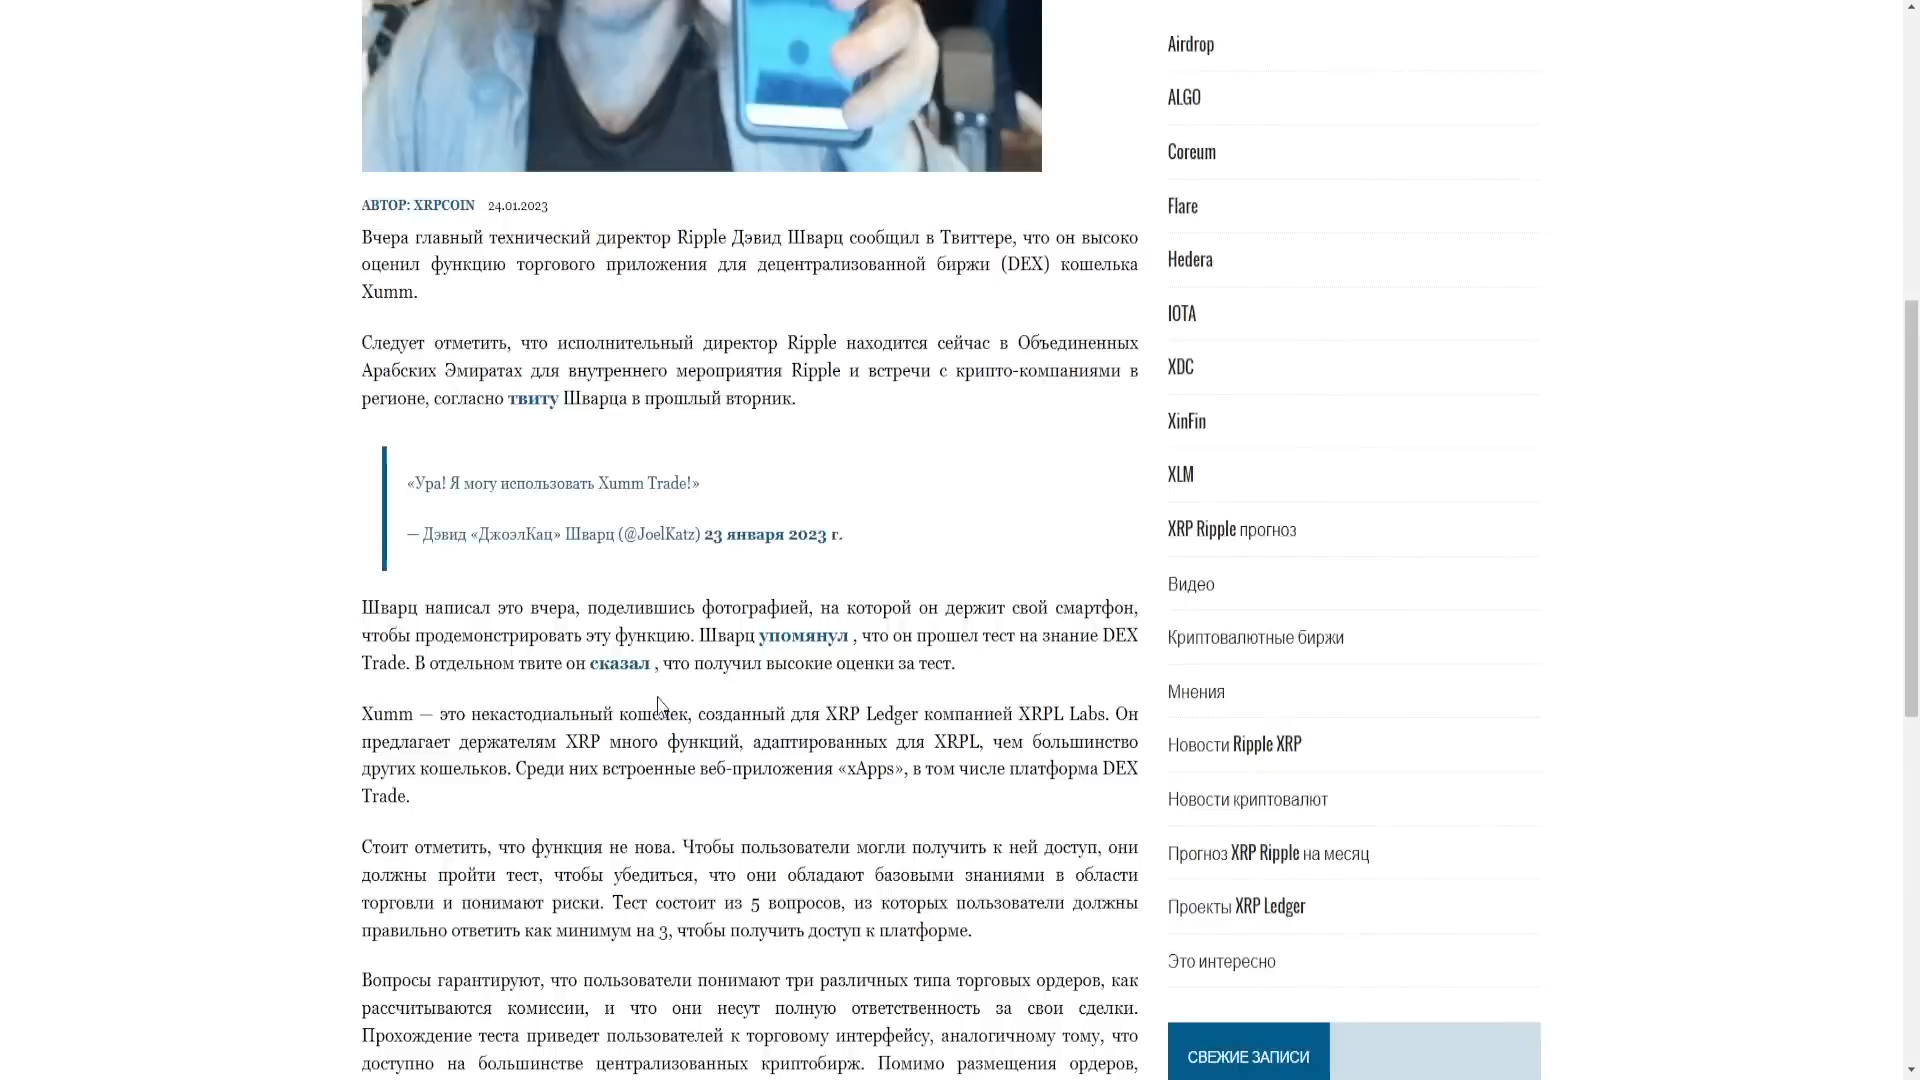 АВТОР: XRPCOIN 24.01.2023
Вчера главный технический директор Ripple Дэвид Шварц сообщил в Твиттере, что он высоко
оценил функцию торгового приложения для децентрализованной биржи (DEX) кошелька
Xumm.
Следует отметить, что исполнительный директор Ripple находится сейчас в Объединенных
Арабских Эмиратах для внутреннего мероприятия Ripple и встречи с крипто-компаниями в
регионе, согласно твиту Шварца в прошлый вторник.
«Ура! Я могу использовать Xumm Trade!»
— Дэвид «ДжоэлКац» Шварц (@JoelKatz) 23 января 2023 г.
Шварц написал это вчера, поделившись фотографией, на которой он держит свой смартфон,
чтобы продемонстрировать эту функцию. Шварц упомянул , что он прошел тест на знание DEX
Trade. В отдельном твите он сказал , что получил высокие оценки за тест.
Xumm — это некастодиальный кошелек, созданный для XRP Ledger компанией XRPL Labs. Он
предлагает держателям XRP много функций, адаптированных для XRPL, чем большинство
других кошельков. Среди них встроенные веб-приложения «xApps», в том числе платформа DEX
Trade.
Стоит отметить, что функция не нова. Чтобы пользователи могли получить к ней доступ, они
должны пройти тест, чтобы убедиться, что они обладают базовыми знаниями в области
торговли и понимают риски. Тест состоит из 5 вопросов, из которых пользователи должны
правильно ответить как минимум на 3, чтобы получить доступ к платформе.
Вопросы гарантируют, что пользователи понимают три различных типа торговых ордеров, как
рассчитываются комиссии, и что они несут полную ответственность за свои сделки.
Прохождение теста приведет пользователей к торговому интерфейсу, аналогичному тому, что
доступно на большинстве централизованных криптобирж. Помимо размещения ордеров,
Airdrop
ALGO
Coreum
Flare
Hedera
IOTA
XDC
XinFin
XLM
XRP Ripple прогноз
Видео
Криптовалютные биржи
Мнения
Новости Ripple XRP
Новости криптовалют
Прогноз XRP Ripple на месяц
Проекты XRP Ledger
Это интересно
СВЕЖИЕ ЗАПИСИ